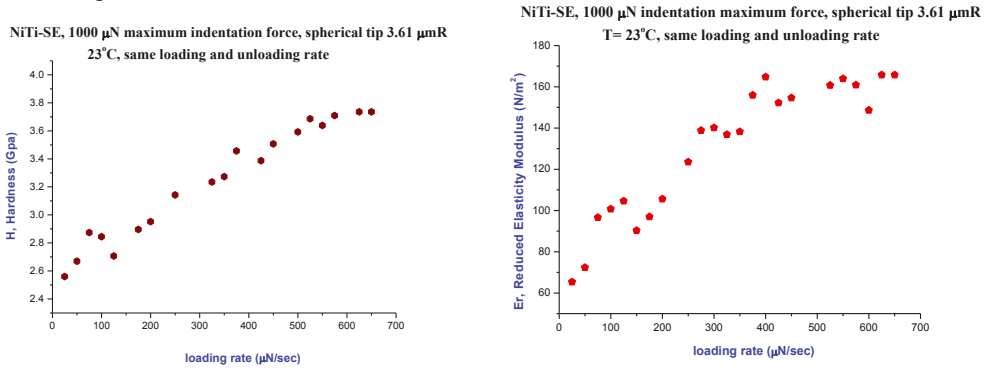 NiTi-SE, 1000 μN maximum indentation force, spherical tip 3.61 μmR
23°C, same loading and unloading rate
4.0
3.8
3.6
3.4
3.2
3.0
2.8
2.6
2.4
H, Hardness (Gpa)
0 100 200 300 400 500 600 700
loading rate (μN/sec)
NiTi-SE, 1000 μN indentation maximum force, spherical tip 3.61 μmR
T= 23°C, same loading and unloading rate
180
160
140
120
100
80
60
Er, Reduced Elasticity Modulus (N/m²)
0 100 200 300 400 500 600 700
loading rate (μN/sec)